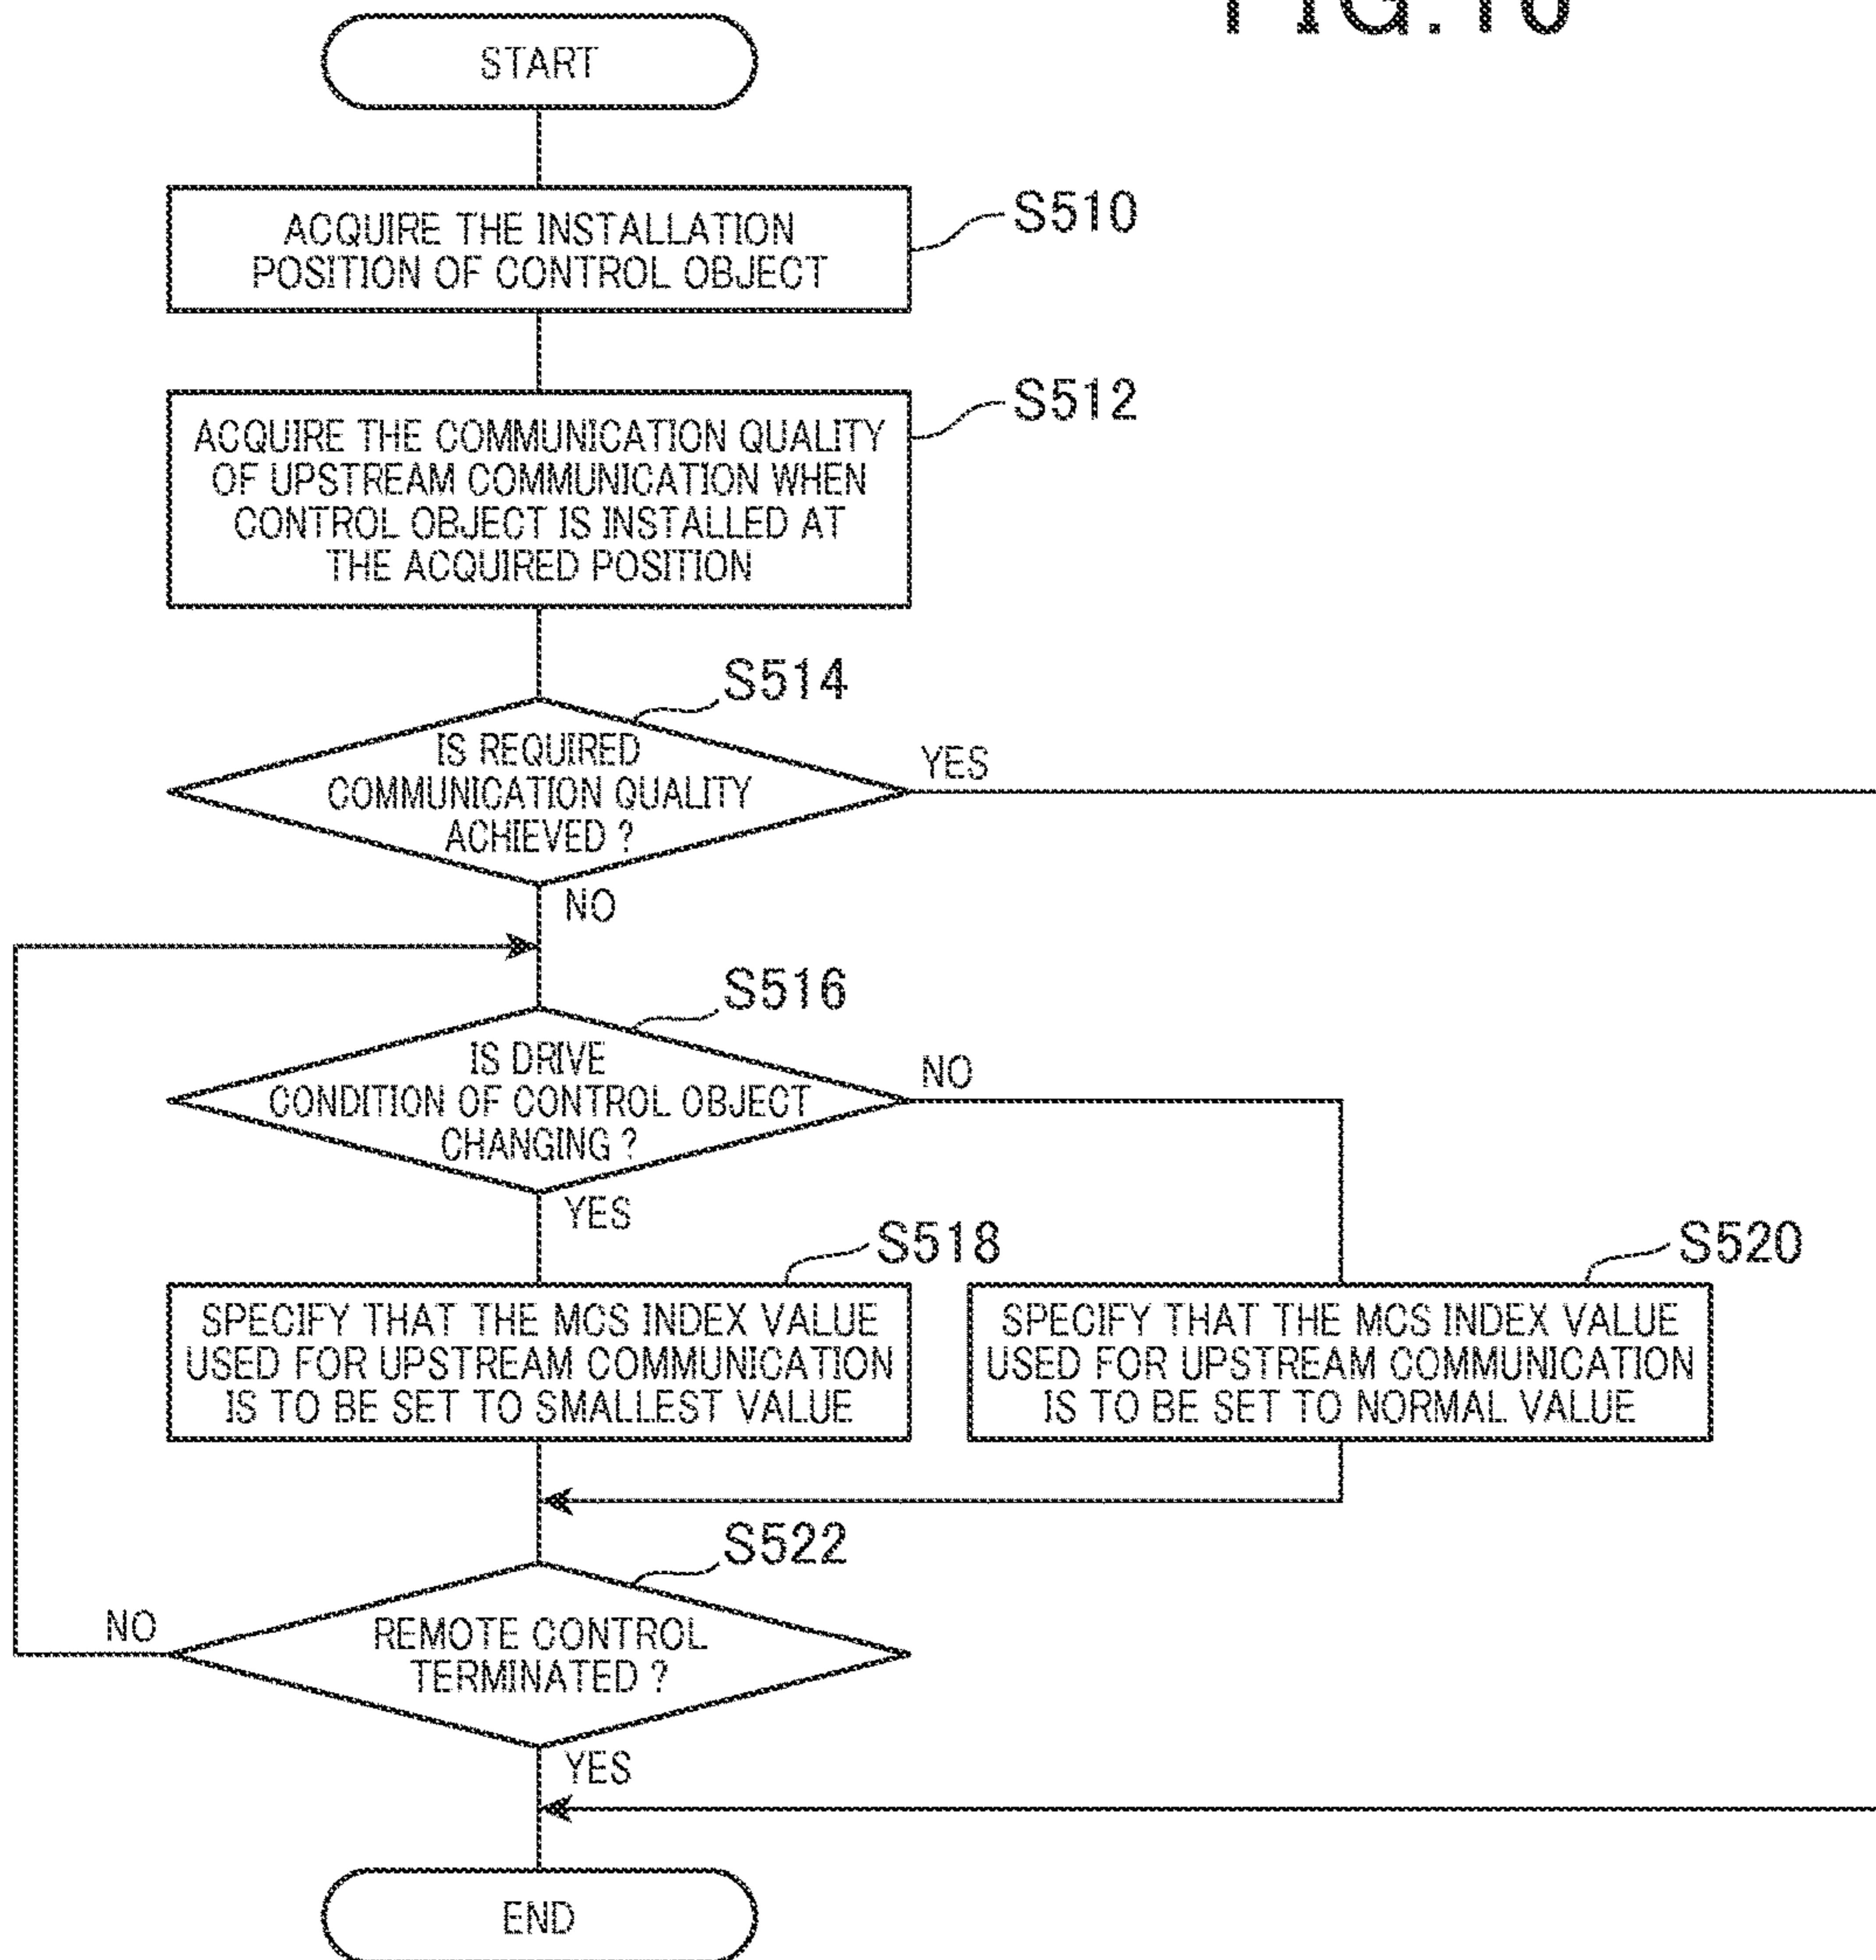 START
ACQUIRE THE INSTALLATION
POSITION OF CONTROL OBJECT
S510
ACQUIRE THE COMMUNICATION QUALITY
OF UPSTREAM COMMUNICATION WHEN
CONTROL OBJECT IS INSTALLED AT
THE ACQUIRED POSITION
S512
S514
IS REQUIRED
COMMUNICATION QUALITY
ACHIEVED ?
YES
NO
S516
IS DRIVE
CONDITION OF CONTROL OBJECT
CHANGING ?
NO
YES
S518
SPECIFY THAT THE MCS INDEX VALUE
USED FOR UPSTREAM COMMUNICATION
IS TO BE SET TO SMALLEST VALUE
S520
SPECIFY THAT THE MCS INDEX VALUE
USED FOR UPSTREAM COMMUNICATION
IS TO BE SET TO NORMAL VALUE
S522
REMOTE CONTROL
TERMINATED ?
NO
YES
END